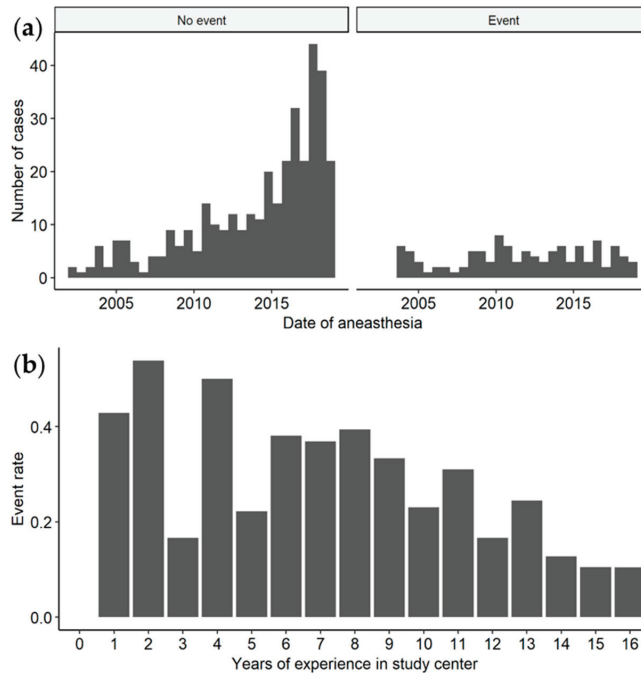 (a)
No event
Event
Number of cases
40
30
20
10
0
2005 2010 2015
2005 2010 2015
Date of aneasthesia
(b)
Event rate
0.4
0.2
0.0
0 1 2 3 4 5 6 7 8 9 10 11 12 13 14 15 16
Years of experience in study center